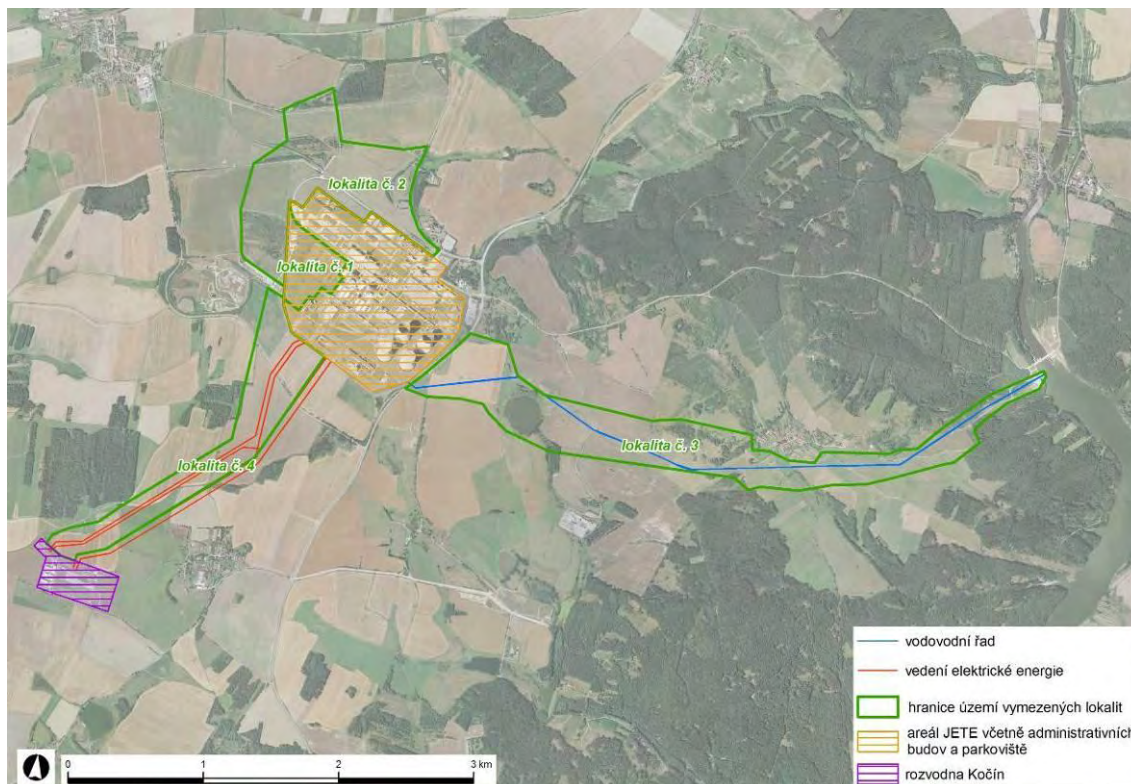 lokalita č. 2
lokalita č. 1
lokalita č. 3
lokalita č. 4
vodovodní řad
vedení elektrické energie
hranice území vymezených lokalit
areál JETE včetně administrativních
budov a parkoviště
rozvodna Kočín
0 1 2 3 km